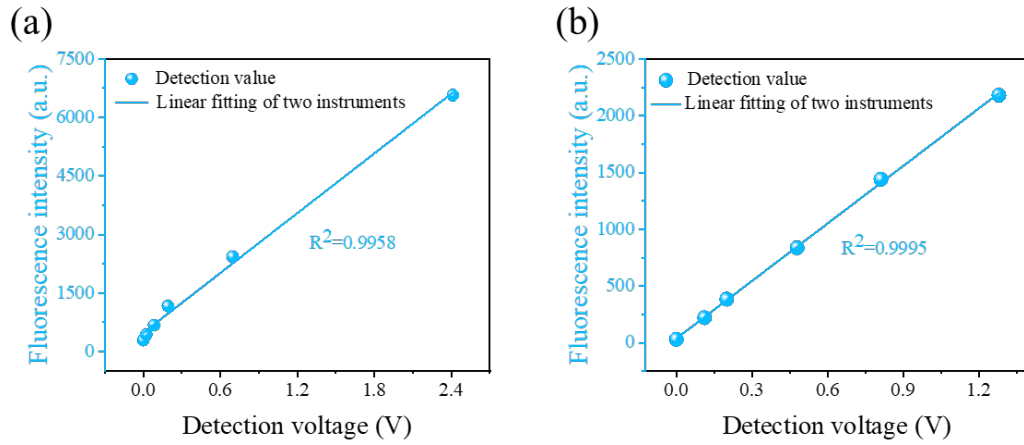 (a)
Fluorescence intensity (a.u.)
7500
6000
4500
3000
1500
0
Detection value
Linear fitting of two instruments
R²=0.9958
0.0 0.6 1.2 1.8 2.4
Detection voltage (V)
(b)
Fluorescence intensity (a.u.)
2500
2000
1500
1000
500
0
Detection value
Linear fitting of two instruments
R²=0.9995
0.0 0.3 0.6 0.9 1.2
Detection voltage (V)